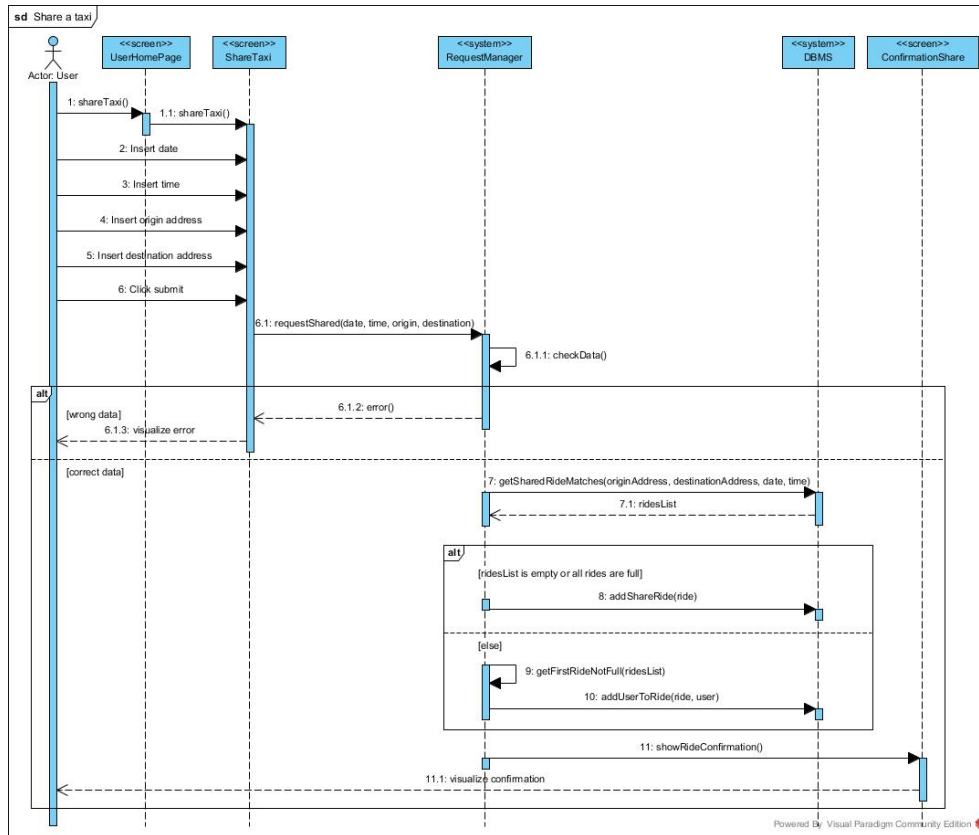 sd Share a taxi
<<screen>>
UserHomePage
<<screen>>
ShareTaxi
<<system>>
RequestManager
<<system>>
DBMS
<<screen>>
ConfirmationShare
Actor: User
1: shareTaxi()
1.1: shareTaxi()
2: Insert date
3: Insert time
4: Insert origin address
5: Insert destination address
6: Click submit
6.1: requestShared(date, time, origin, destination)
6.1.1: checkData()
alt
[wrong data]
6.1.2: error()
6.1.3: visualize error
[correct data]
7: getSharedRideMatches(originAddress, destinationAddress, date, time)
7.1: ridesList
alt
[ridesList is empty or all rides are full]
8: addShareRide(ride)
[else]
9: getFirstRideNotFull(ridesList)
10: addUserToRide(ride, user)
11: showRideConfirmation()
11.1: visualize confirmation
Powered By Visual Paradigm Community Edition